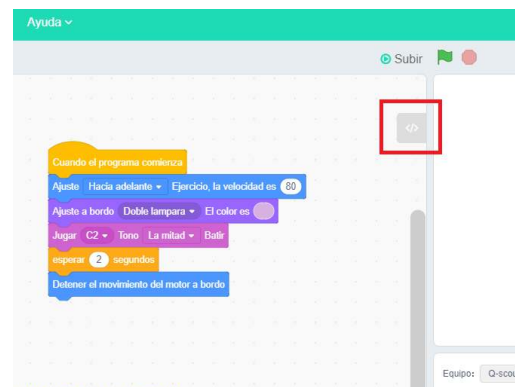 Ayuda
Subir
</>
Cuando el programa comienza
Ajuste Hacia adelante Ejercicio, la velocidad es 80
Ajuste a bordo Doble lampara El color es
Jugar C2 Tono La mitad Batir
esperar 2 segundos
Detener el movimiento del motor a bordo
Equipo: Q-scou